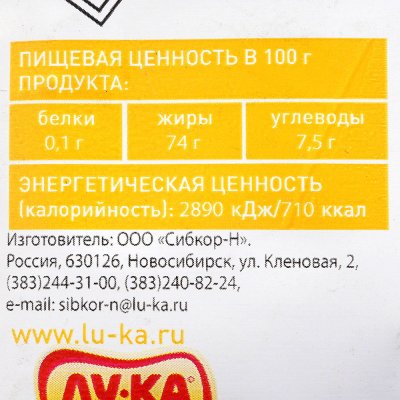 ПИЩЕВАЯ ЦЕННОСТЬ В 100 г
ПРОДУКТА:
белки жиры углеводы
0,1 г 74 г 7,5 г
ЭНЕРГЕТИЧЕСКАЯ ЦЕННОСТЬ
(калорийность): 2890 кДж/710 ккал
Изготовитель: ООО «Сибкор-Н».
Россия, 630126, Новосибирск, ул. Кленовая, 2,
(383)244-31-00, (383)240-82-24,
e-mail: sibkor-n@lu-ka.ru
www.lu-ka.ru
ЛУ·КА